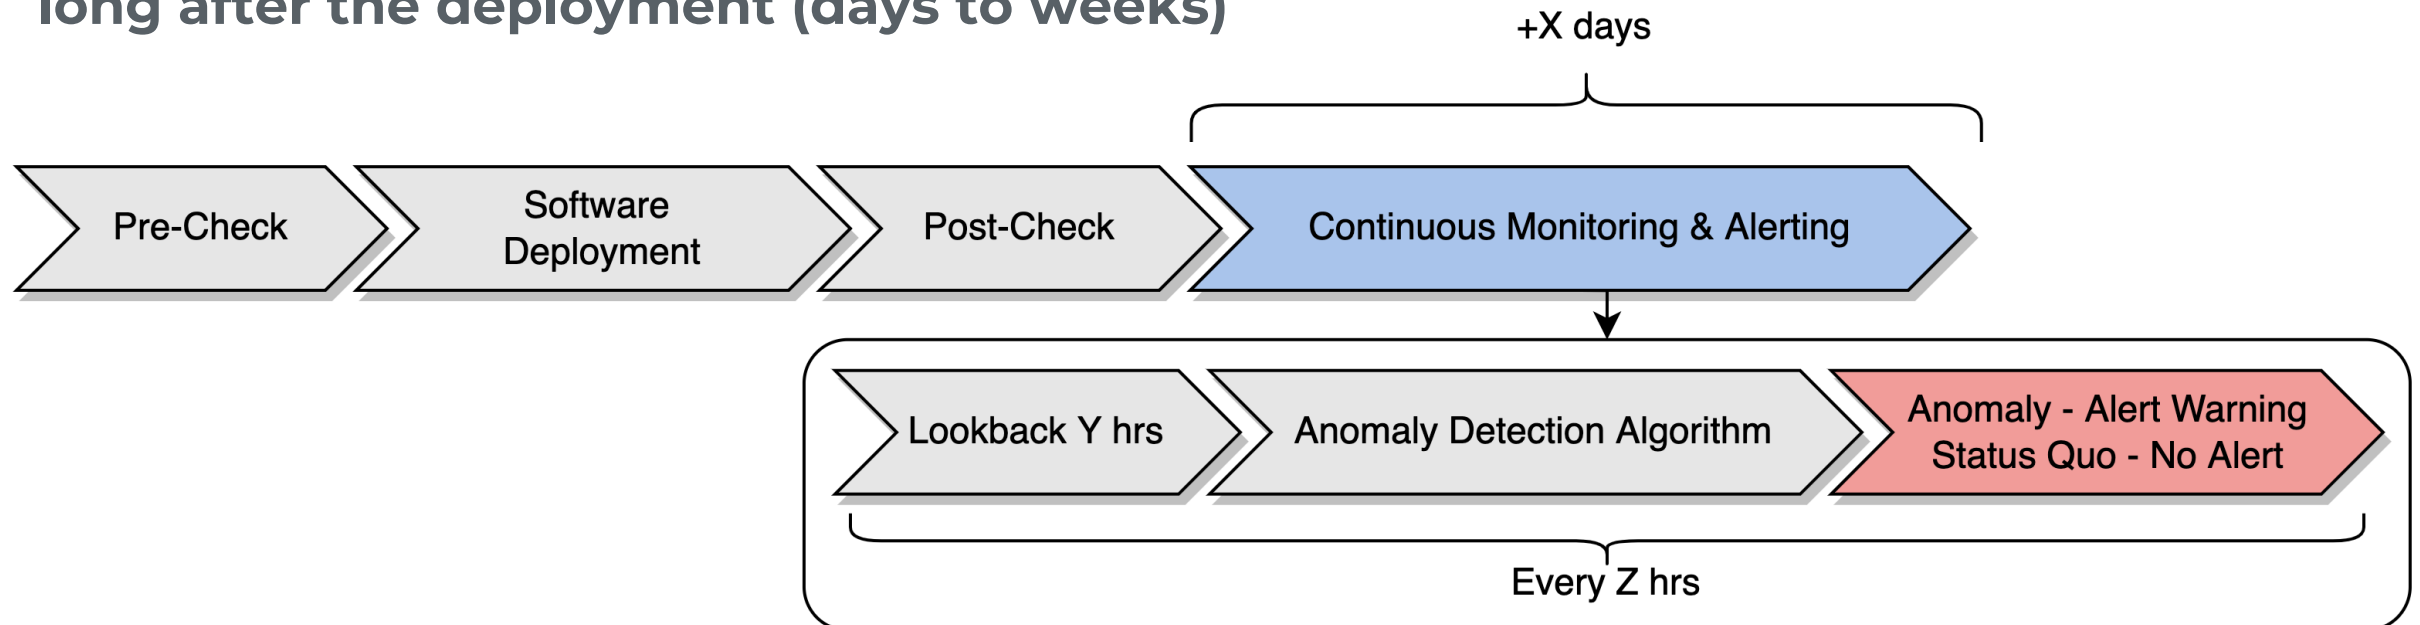 long after the deployment (days to weeks)
+X days
Pre-Check
Software
Deployment
Post-Check
Continuous Monitoring & Alerting
Lookback Y hrs
Anomaly Detection Algorithm
Anomaly - Alert Warning
Status Quo - No Alert
Every Z hrs